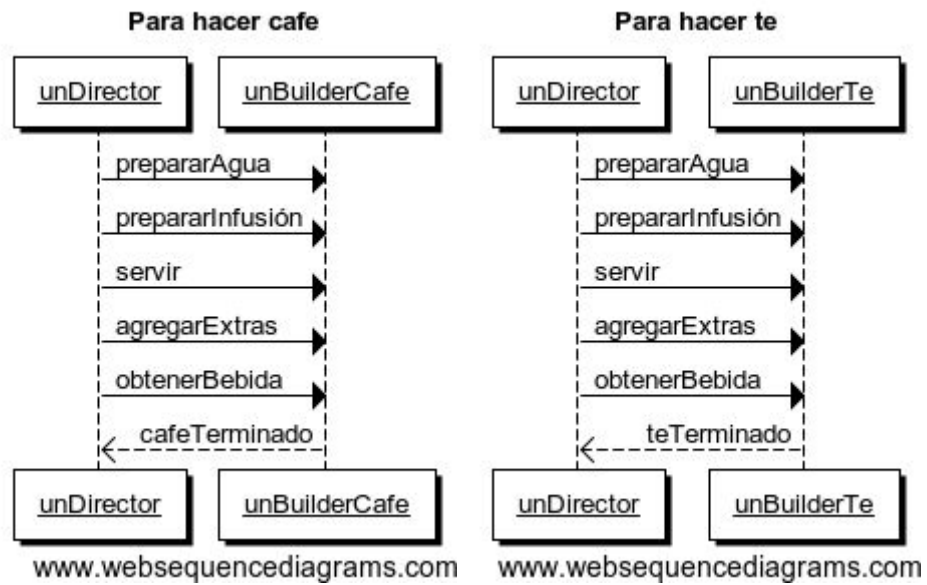 Para hacer cafe
unDirector
unBuilderCafe
prepararAgua
prepararInfusión
servir
agregarExtras
obtenerBebida
cafeTerminado
unDirector
unBuilderCafe
www.websequencediagrams.com
Para hacer te
unDirector
unBuilderTe
prepararAgua
prepararInfusión
servir
agregarExtras
obtenerBebida
teTerminado
unDirector
unBuilderTe
www.websequencediagrams.com